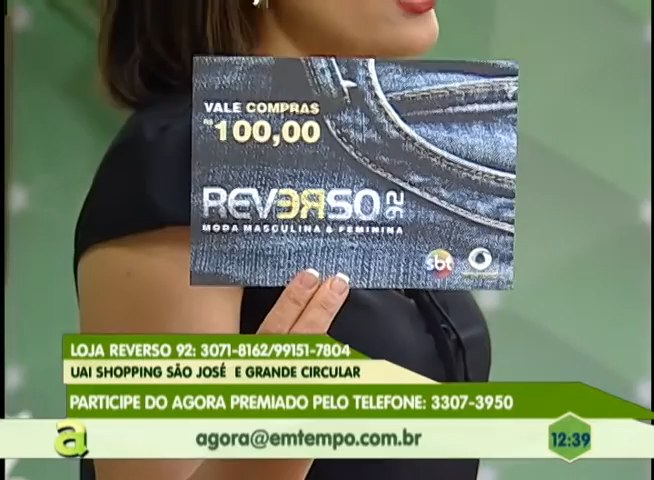 VALE COMPRAS
R$ 100,00
REVERSO 92
MODA MASCULINA & FEMININA
sbt
LOJA REVERSO 92: 3071-8162/99151-7804
UAI SHOPPING SÃO JOSÉ E GRANDE CIRCULAR
PARTICIPE DO AGORA PREMIADO PELO TELEFONE: 3307-3950
a agora@emtempo.com.br 12:39